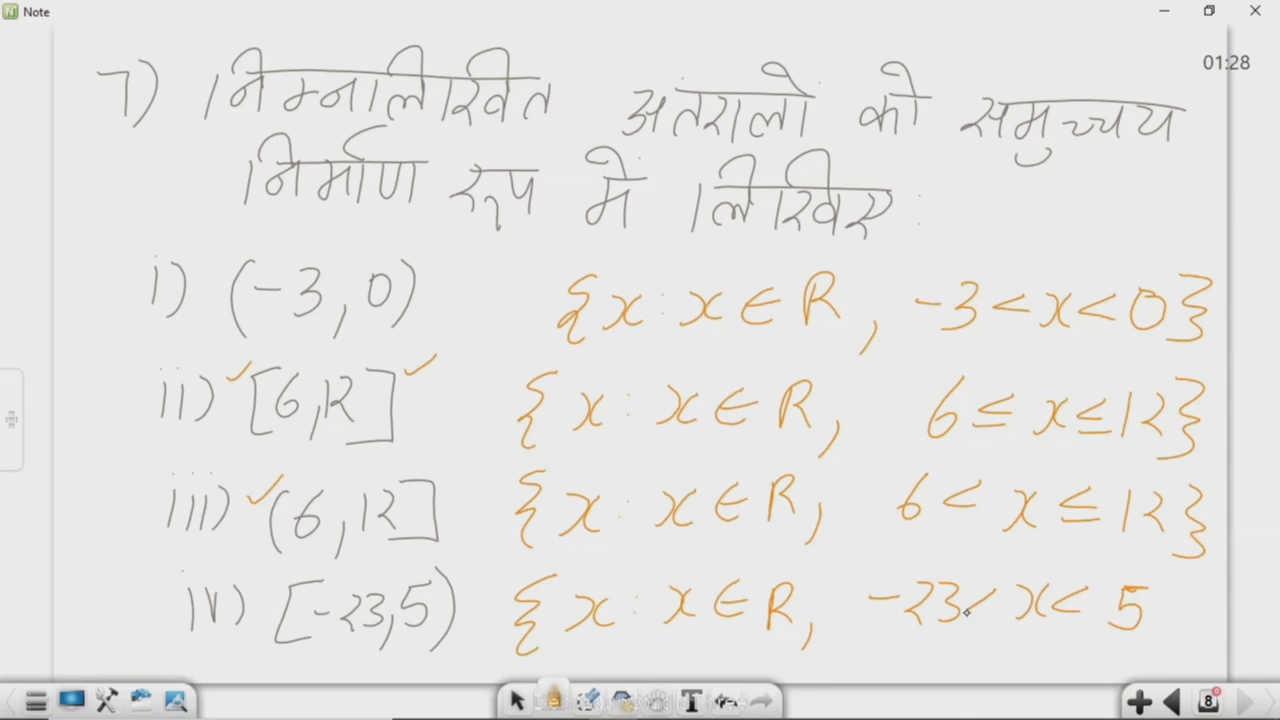 Note
01:28
7) निम्नलिखित अंतरालों को समुच्चय
निर्माण रूप में लिखिए :
i) (-3, 0) {x : x ∈ R, -3 < x < 0}
ii) [6, 12] {x : x ∈ R, 6 ≤ x ≤ 12}
iii) (6, 12] {x : x ∈ R, 6 < x ≤ 12}
iv) [-23, 5) {x : x ∈ R, -23 < x < 5
8